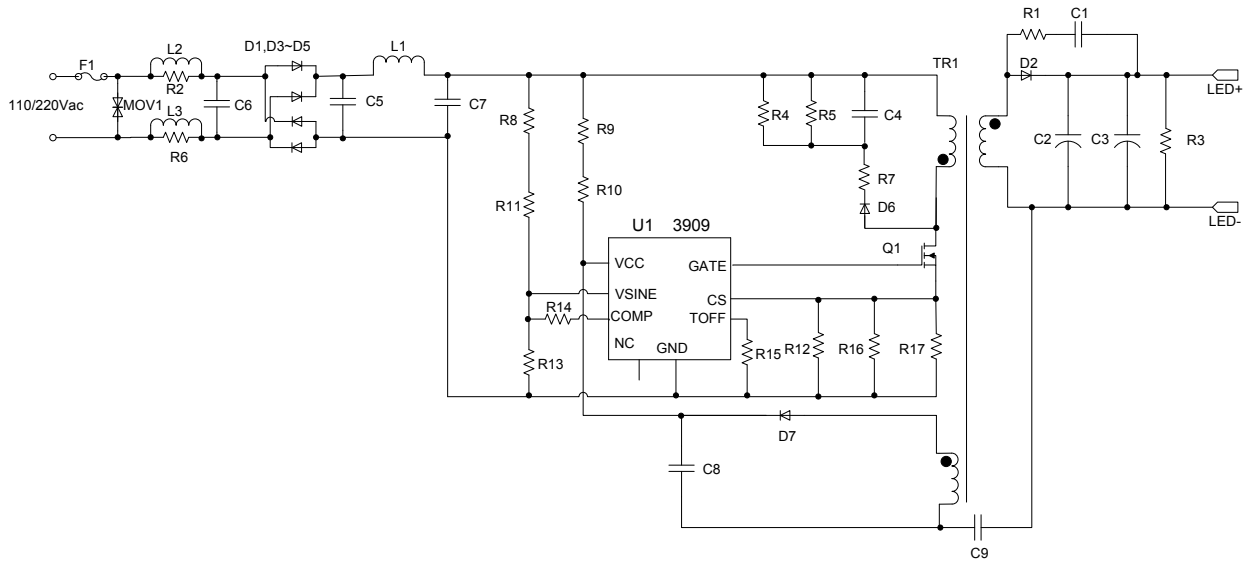 R1
C1
F1
L2
D1,D3~D5
L1
TR1
D2
LED+
R2
110/220Vac
MOV1
L3
C6
C5
C7
R8
R9
R4
R5
C4
C2
C3
R3
R6
R7
R11
R10
D6
LED-
U1 3909
Q1
VCC
GATE
VSINE
CS
R14
COMP
TOFF
NC
GND
R13
R15
R12
R16
R17
D7
C8
C9